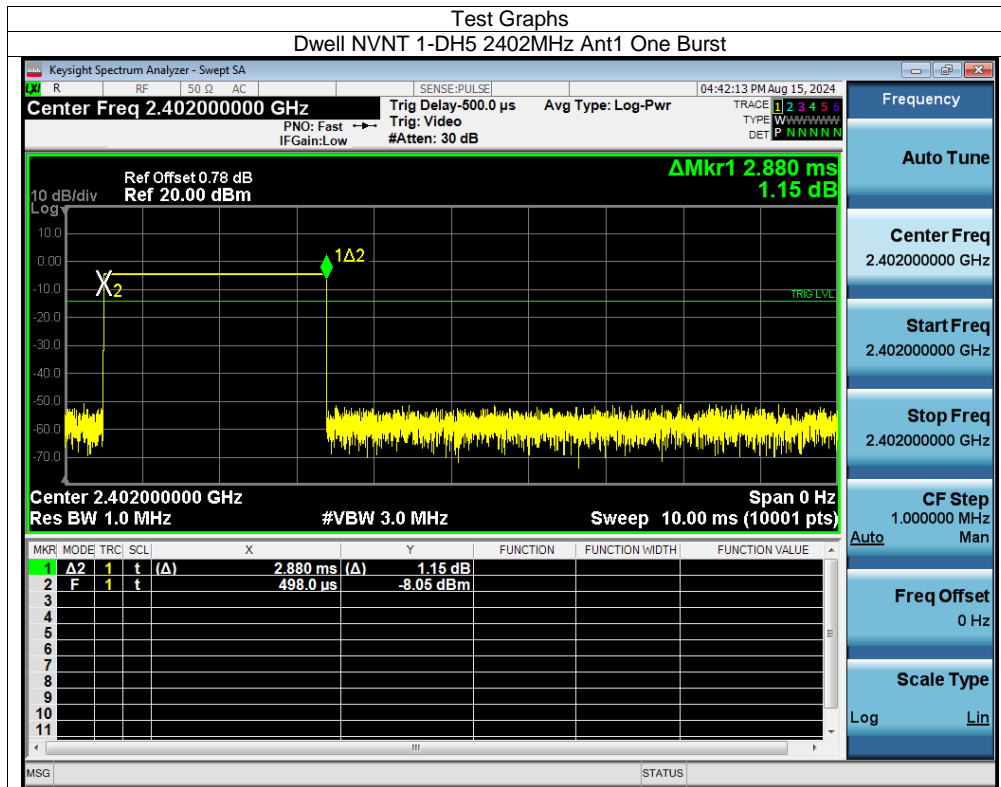 Test Graphs
Dwell NVNT 1-DH5 2402MHz Ant1 One Burst
Keysight Spectrum Analyzer - Swept SA
LXI R RF 50 Ω AC SENSE:PULSE 04:42:13 PM Aug 15, 2024
Center Freq 2.402000000 GHz
PNO: Fast
IFGain:Low
Trig Delay-500.0 µs
Trig: Video
#Atten: 30 dB
Avg Type: Log-Pwr
TRACE 1 2 3 4 5 6
TYPE WWWWWWW
DET P N N N N N
Frequency
Auto Tune
Center Freq
2.402000000 GHz
Start Freq
2.402000000 GHz
Stop Freq
2.402000000 GHz
CF Step
1.000000 MHz
Auto Man
Freq Offset
0 Hz
Scale Type
Log Lin
ΔMkr1 2.880 ms
1.15 dB
Ref Offset 0.78 dB
10 dB/div Ref 20.00 dBm
Log
10.0
0.00
-10.0
-20.0
-30.0
-40.0
-50.0
-60.0
-70.0
1Δ2
X2
TRIG LVL
Center 2.402000000 GHz Span 0 Hz
Res BW 1.0 MHz #VBW 3.0 MHz Sweep 10.00 ms (10001 pts)
MKR MODE TRC SCL X Y FUNCTION FUNCTION WIDTH FUNCTION VALUE
1 Δ2 1 t (Δ) 2.880 ms (Δ) 1.15 dB
2 F 1 t 498.0 µs -8.05 dBm
3
4
5
6
7
8
9
10
11
MSG STATUS